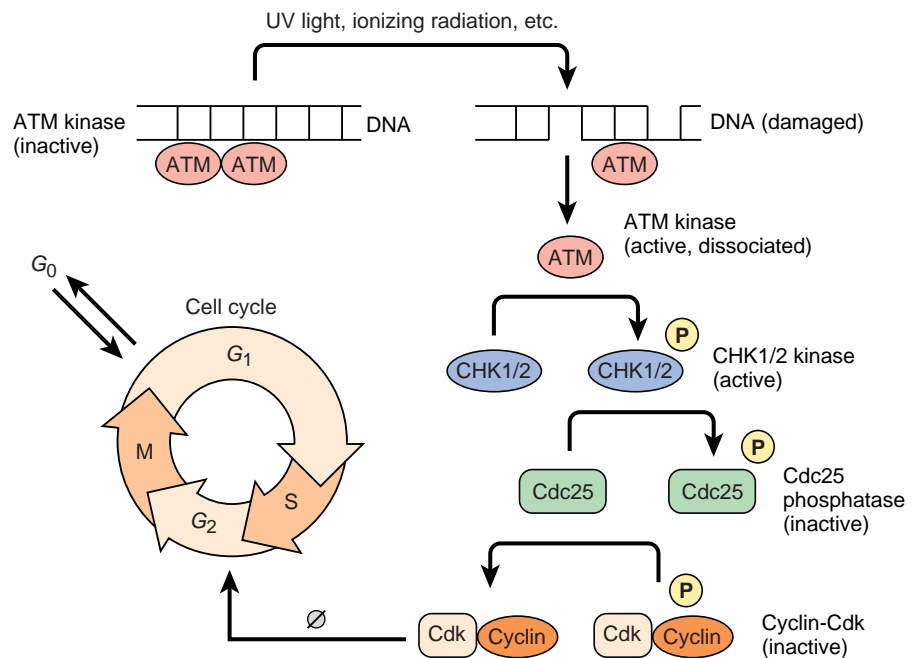 UV light, ionizing radiation, etc.
ATM kinase
(inactive)
DNA
DNA (damaged)
ATM
ATM
ATM
ATM kinase
(active, dissociated)
ATM
G0
Cell cycle
G1
S
G2
M
P
CHK1/2
CHK1/2
CHK1/2 kinase
(active)
P
Cdc25
Cdc25
Cdc25
phosphatase
(inactive)
P
Cdk
Cyclin
Cdk
Cyclin
Cyclin-Cdk
(inactive)